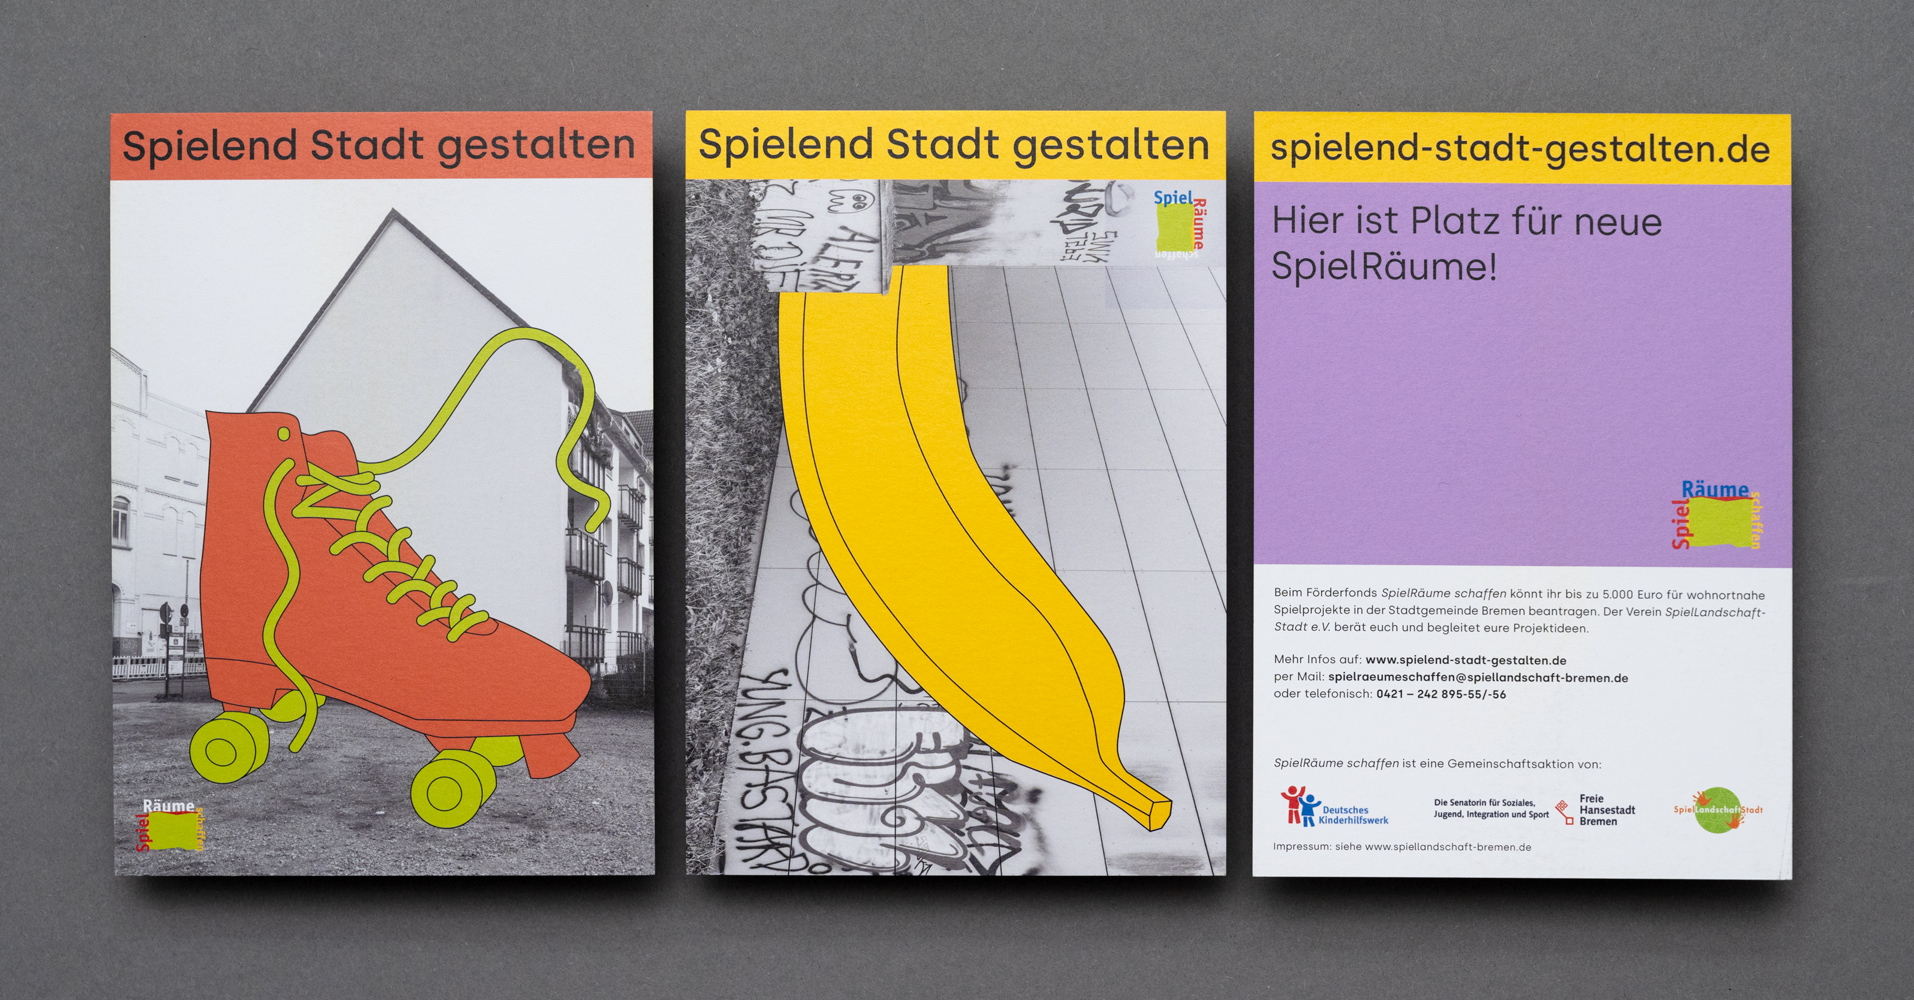 Spielend Stadt gestalten
Räume
Spiel
schaffen
Spielend Stadt gestalten
ALERK
Spiel
Räume
schaffen
YUNG.BASTARD
spielend-stadt-gestalten.de
Hier ist Platz für neue
SpielRäume!
Räume
Spiel
schaffen
Beim Förderfonds SpielRäume schaffen könnt ihr bis zu 5.000 Euro für wohnortnahe
Spielprojekte in der Stadtgemeinde Bremen beantragen. Der Verein SpielLandschaft-
Stadt e.V. berät euch und begleitet eure Projektideen.
Mehr Infos auf: www.spielend-stadt-gestalten.de
per Mail: spielraeumeschaffen@spiellandschaft-bremen.de
oder telefonisch: 0421 – 242 895-55/-56
SpielRäume schaffen ist eine Gemeinschaftsaktion von:
Deutsches
Kinderhilfswerk
Die Senatorin für Soziales,
Jugend, Integration und Sport
Freie
Hansestadt
Bremen
SpielLandschaftStadt
Impressum: siehe www.spiellandschaft-bremen.de